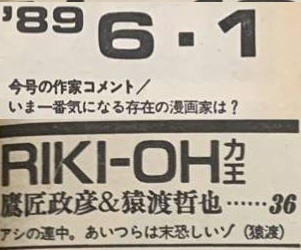 '89 6・1
今号の作家コメント／
いま一番気になる存在の漫画家は？
RIKI-OH力王
鷹匠政彦&猿渡哲也……36
アシの連中。あいつらは末恐しいゾ（猿渡）